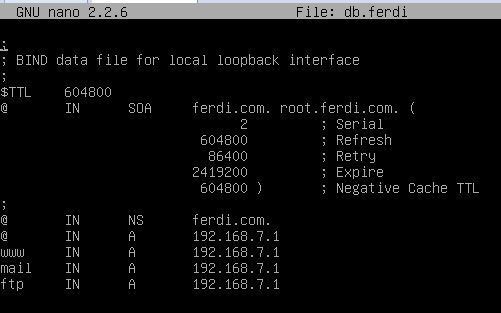 GNU nano 2.2.6 File: db.ferdi
;
; BIND data file for local loopback interface
;
$TTL 604800
@ IN SOA ferdi.com. root.ferdi.com. (
2 ; Serial
604800 ; Refresh
86400 ; Retry
2419200 ; Expire
604800 ) ; Negative Cache TTL
;
@ IN NS ferdi.com.
@ IN A 192.168.7.1
www IN A 192.168.7.1
mail IN A 192.168.7.1
ftp IN A 192.168.7.1